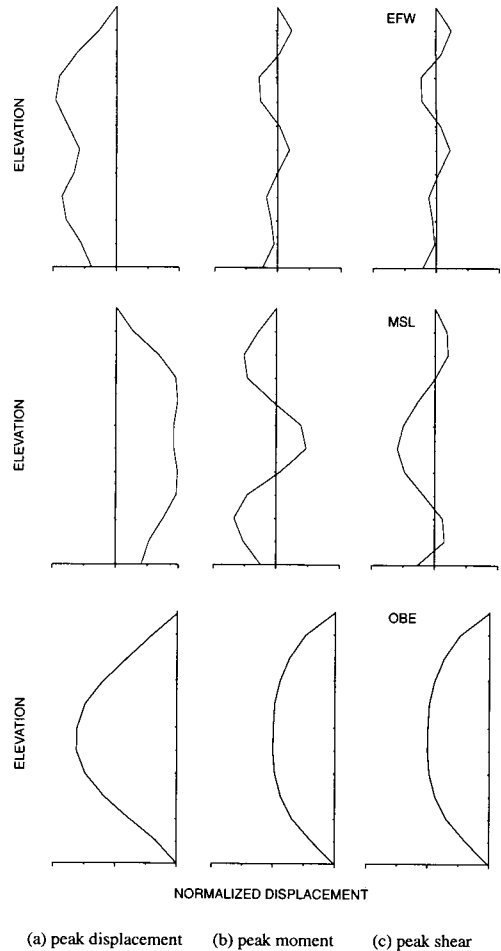 EFW
ELEVATION
MSL
ELEVATION
OBE
ELEVATION
NORMALIZED DISPLACEMENT
(a) peak displacement (b) peak moment (c) peak shear